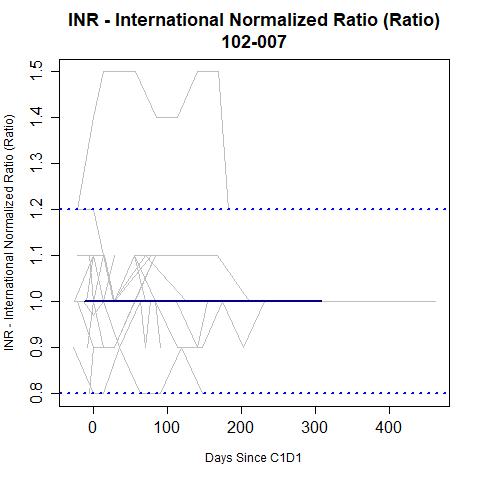 INR - International Normalized Ratio (Ratio)
102-007
1.5
1.4
1.3
1.2
1.1
1.0
0.9
0.8
INR - International Normalized Ratio (Ratio)
0 100 200 300 400
Days Since C1D1